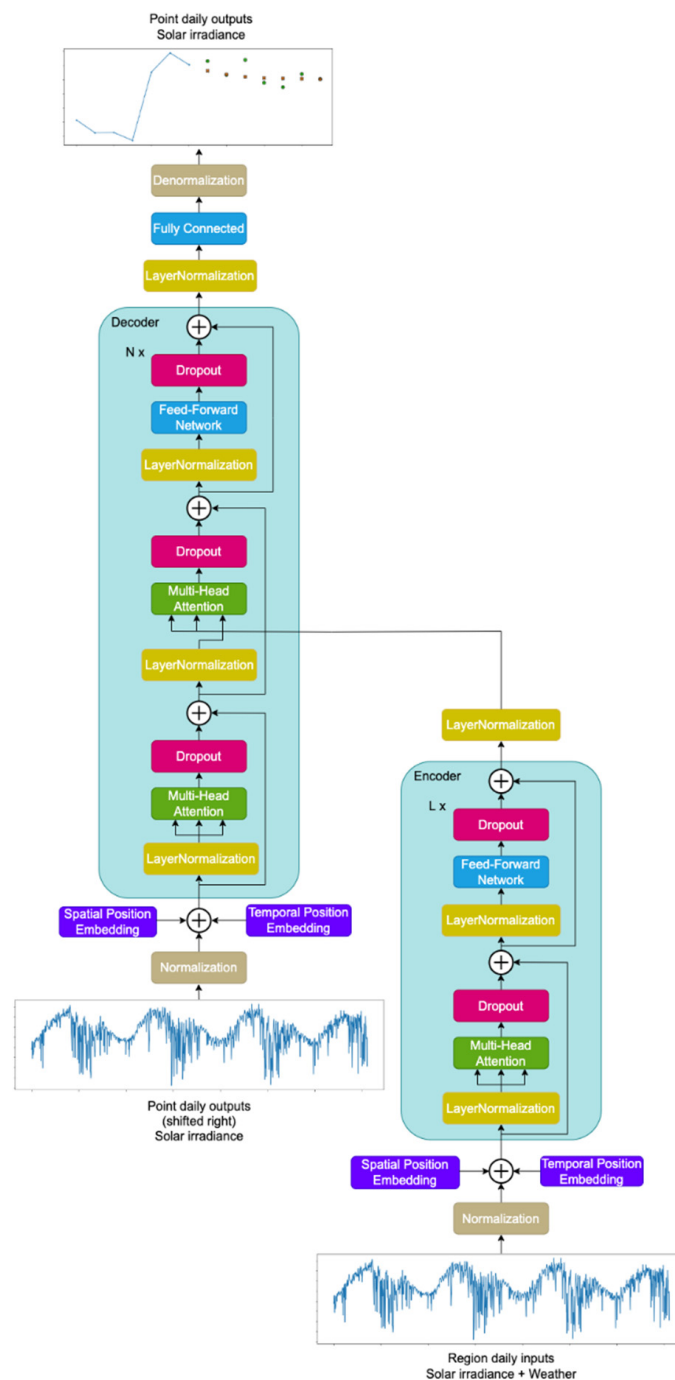 Point daily outputs
Solar irradiance
Denormalization
Fully Connected
LayerNormalization
Decoder
N x
Dropout
Feed-Forward
Network
LayerNormalization
Dropout
Multi-Head
Attention
LayerNormalization
Dropout
Multi-Head
Attention
LayerNormalization
Spatial Position
Embedding
Temporal Position
Embedding
Normalization
Point daily outputs
(shifted right)
Solar irradiance
LayerNormalization
Encoder
L x
Dropout
Feed-Forward
Network
LayerNormalization
Dropout
Multi-Head
Attention
LayerNormalization
Spatial Position
Embedding
Temporal Position
Embedding
Normalization
Region daily inputs
Solar irradiance + Weather